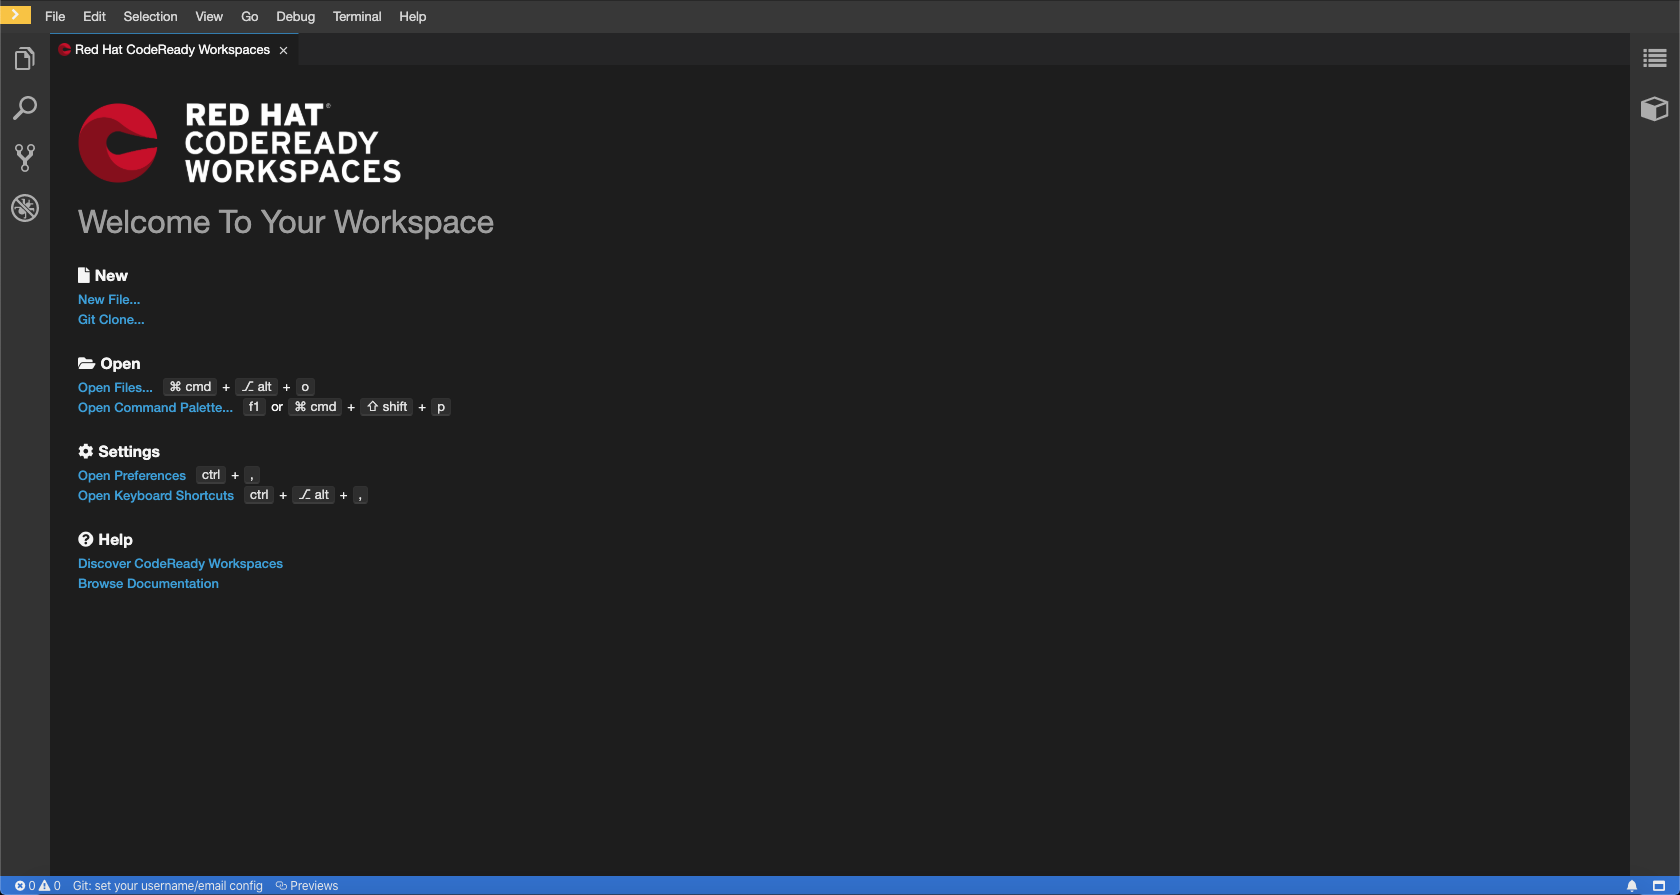 File Edit Selection View Go Debug Terminal Help
Red Hat CodeReady Workspaces ×
RED HAT®
CODEREADY
WORKSPACES
Welcome To Your Workspace
New
New File...
Git Clone...
Open
Open Files... ⌘ cmd + ⌥ alt + o
Open Command Palette... f1 or ⌘ cmd + ⇧ shift + p
Settings
Open Preferences ctrl + ,
Open Keyboard Shortcuts ctrl + ⌥ alt + ,
Help
Discover CodeReady Workspaces
Browse Documentation
0 0 Git: set your username/email config Previews